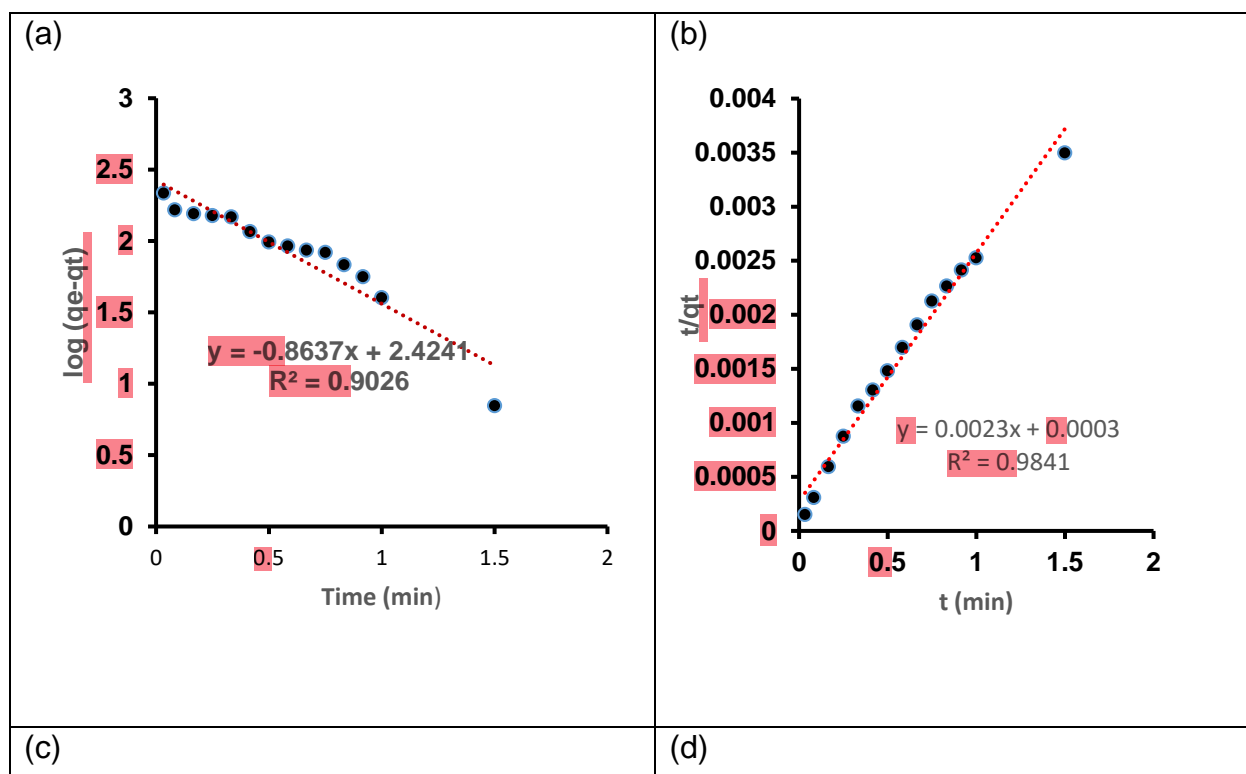 (a)
3
2.5
2
1.5
1
0.5
0
log (qe-qt)
y = -0.8637x + 2.4241
R² = 0.9026
0 0.5 1 1.5 2
Time (min)
(b)
0.004
0.0035
0.003
0.0025
0.002
0.0015
0.001
0.0005
0
t/qt
y = 0.0023x + 0.0003
R² = 0.9841
0 0.5 1 1.5 2
t (min)
(c)
(d)